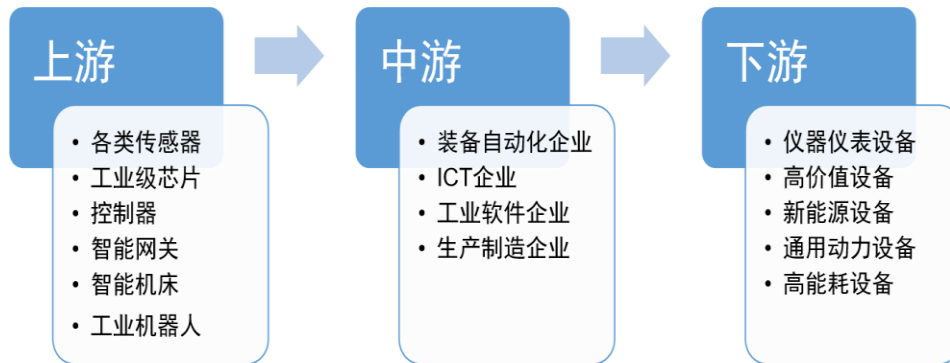 上游
• 各类传感器
• 工业级芯片
• 控制器
• 智能网关
• 智能机床
• 工业机器人
中游
• 装备自动化企业
• ICT企业
• 工业软件企业
• 生产制造企业
下游
• 仪器仪表设备
• 高价值设备
• 新能源设备
• 通用动力设备
• 高能耗设备